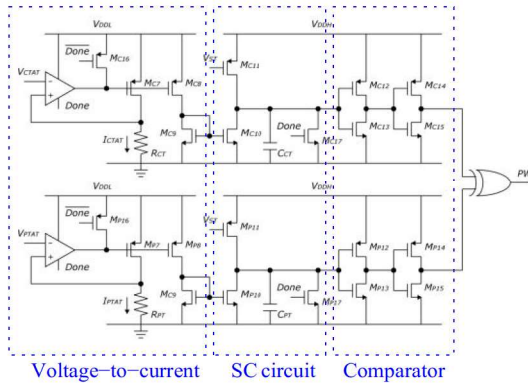 VDDL VDDH
Done MC16 VST MC11
VCTAT MC7 MC8 MC12 MC14
Done
ICTAT RCT MC9 MC10 CCT Done MC17 MC13 MC15
VDDL VDDH PW
Done MP16 VST MP11
VPTAT MP7 MP8 MP12 MP14
Done
IPTAT RPT MC9 MP10 CPT Done MP17 MP13 MP15
Voltage-to-current SC circuit Comparator